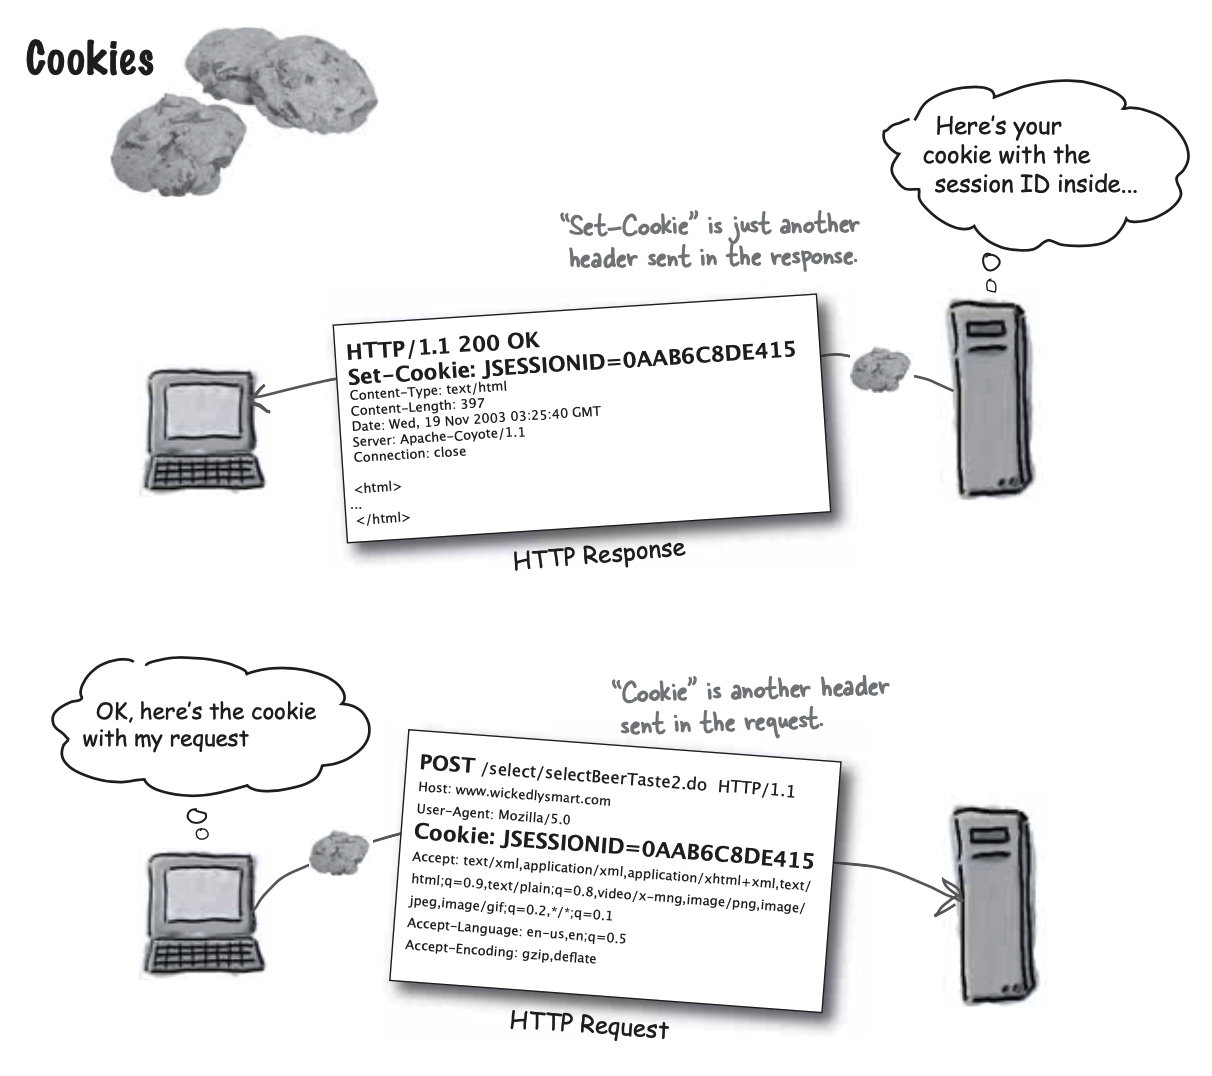 Cookies
Here's your
cookie with the
session ID inside...
"Set-Cookie" is just another
header sent in the response.
HTTP/1.1 200 OK
Set-Cookie: JSESSIONID=0AAB6C8DE415
Content-Type: text/html
Content-Length: 397
Date: Wed, 19 Nov 2003 03:25:40 GMT
Server: Apache-Coyote/1.1
Connection: close
<html>
...
</html>
HTTP Response
OK, here's the cookie
with my request
"Cookie" is another header
sent in the request.
POST /select/selectBeerTaste2.do HTTP/1.1
Host: www.wickedlysmart.com
User-Agent: Mozilla/5.0
Cookie: JSESSIONID=0AAB6C8DE415
Accept: text/xml,application/xml,application/xhtml+xml,text/
html;q=0.9,text/plain;q=0.8,video/x-mng,image/png,image/
jpeg,image/gif;q=0.2,*/*;q=0.1
Accept-Language: en-us,en;q=0.5
Accept-Encoding: gzip,deflate
HTTP Request